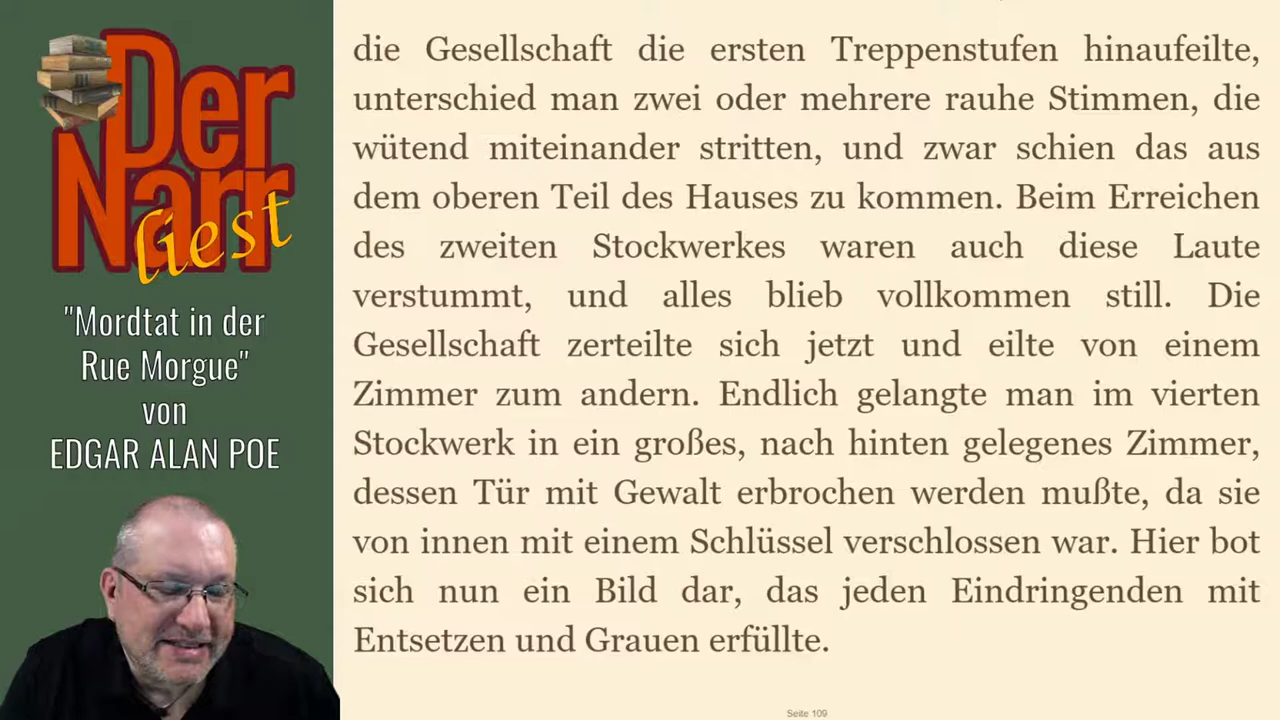 Der
Narr
liest
"Mordtat in der
Rue Morgue"
von
EDGAR ALAN POE
die Gesellschaft die ersten Treppenstufen hinaufeilte,
unterschied man zwei oder mehrere rauhe Stimmen, die
wütend miteinander stritten, und zwar schien das aus
dem oberen Teil des Hauses zu kommen. Beim Erreichen
des zweiten Stockwerkes waren auch diese Laute
verstummt, und alles blieb vollkommen still. Die
Gesellschaft zerteilte sich jetzt und eilte von einem
Zimmer zum andern. Endlich gelangte man im vierten
Stockwerk in ein großes, nach hinten gelegenes Zimmer,
dessen Tür mit Gewalt erbrochen werden mußte, da sie
von innen mit einem Schlüssel verschlossen war. Hier bot
sich nun ein Bild dar, das jeden Eindringenden mit
Entsetzen und Grauen erfüllte.
Seite 109